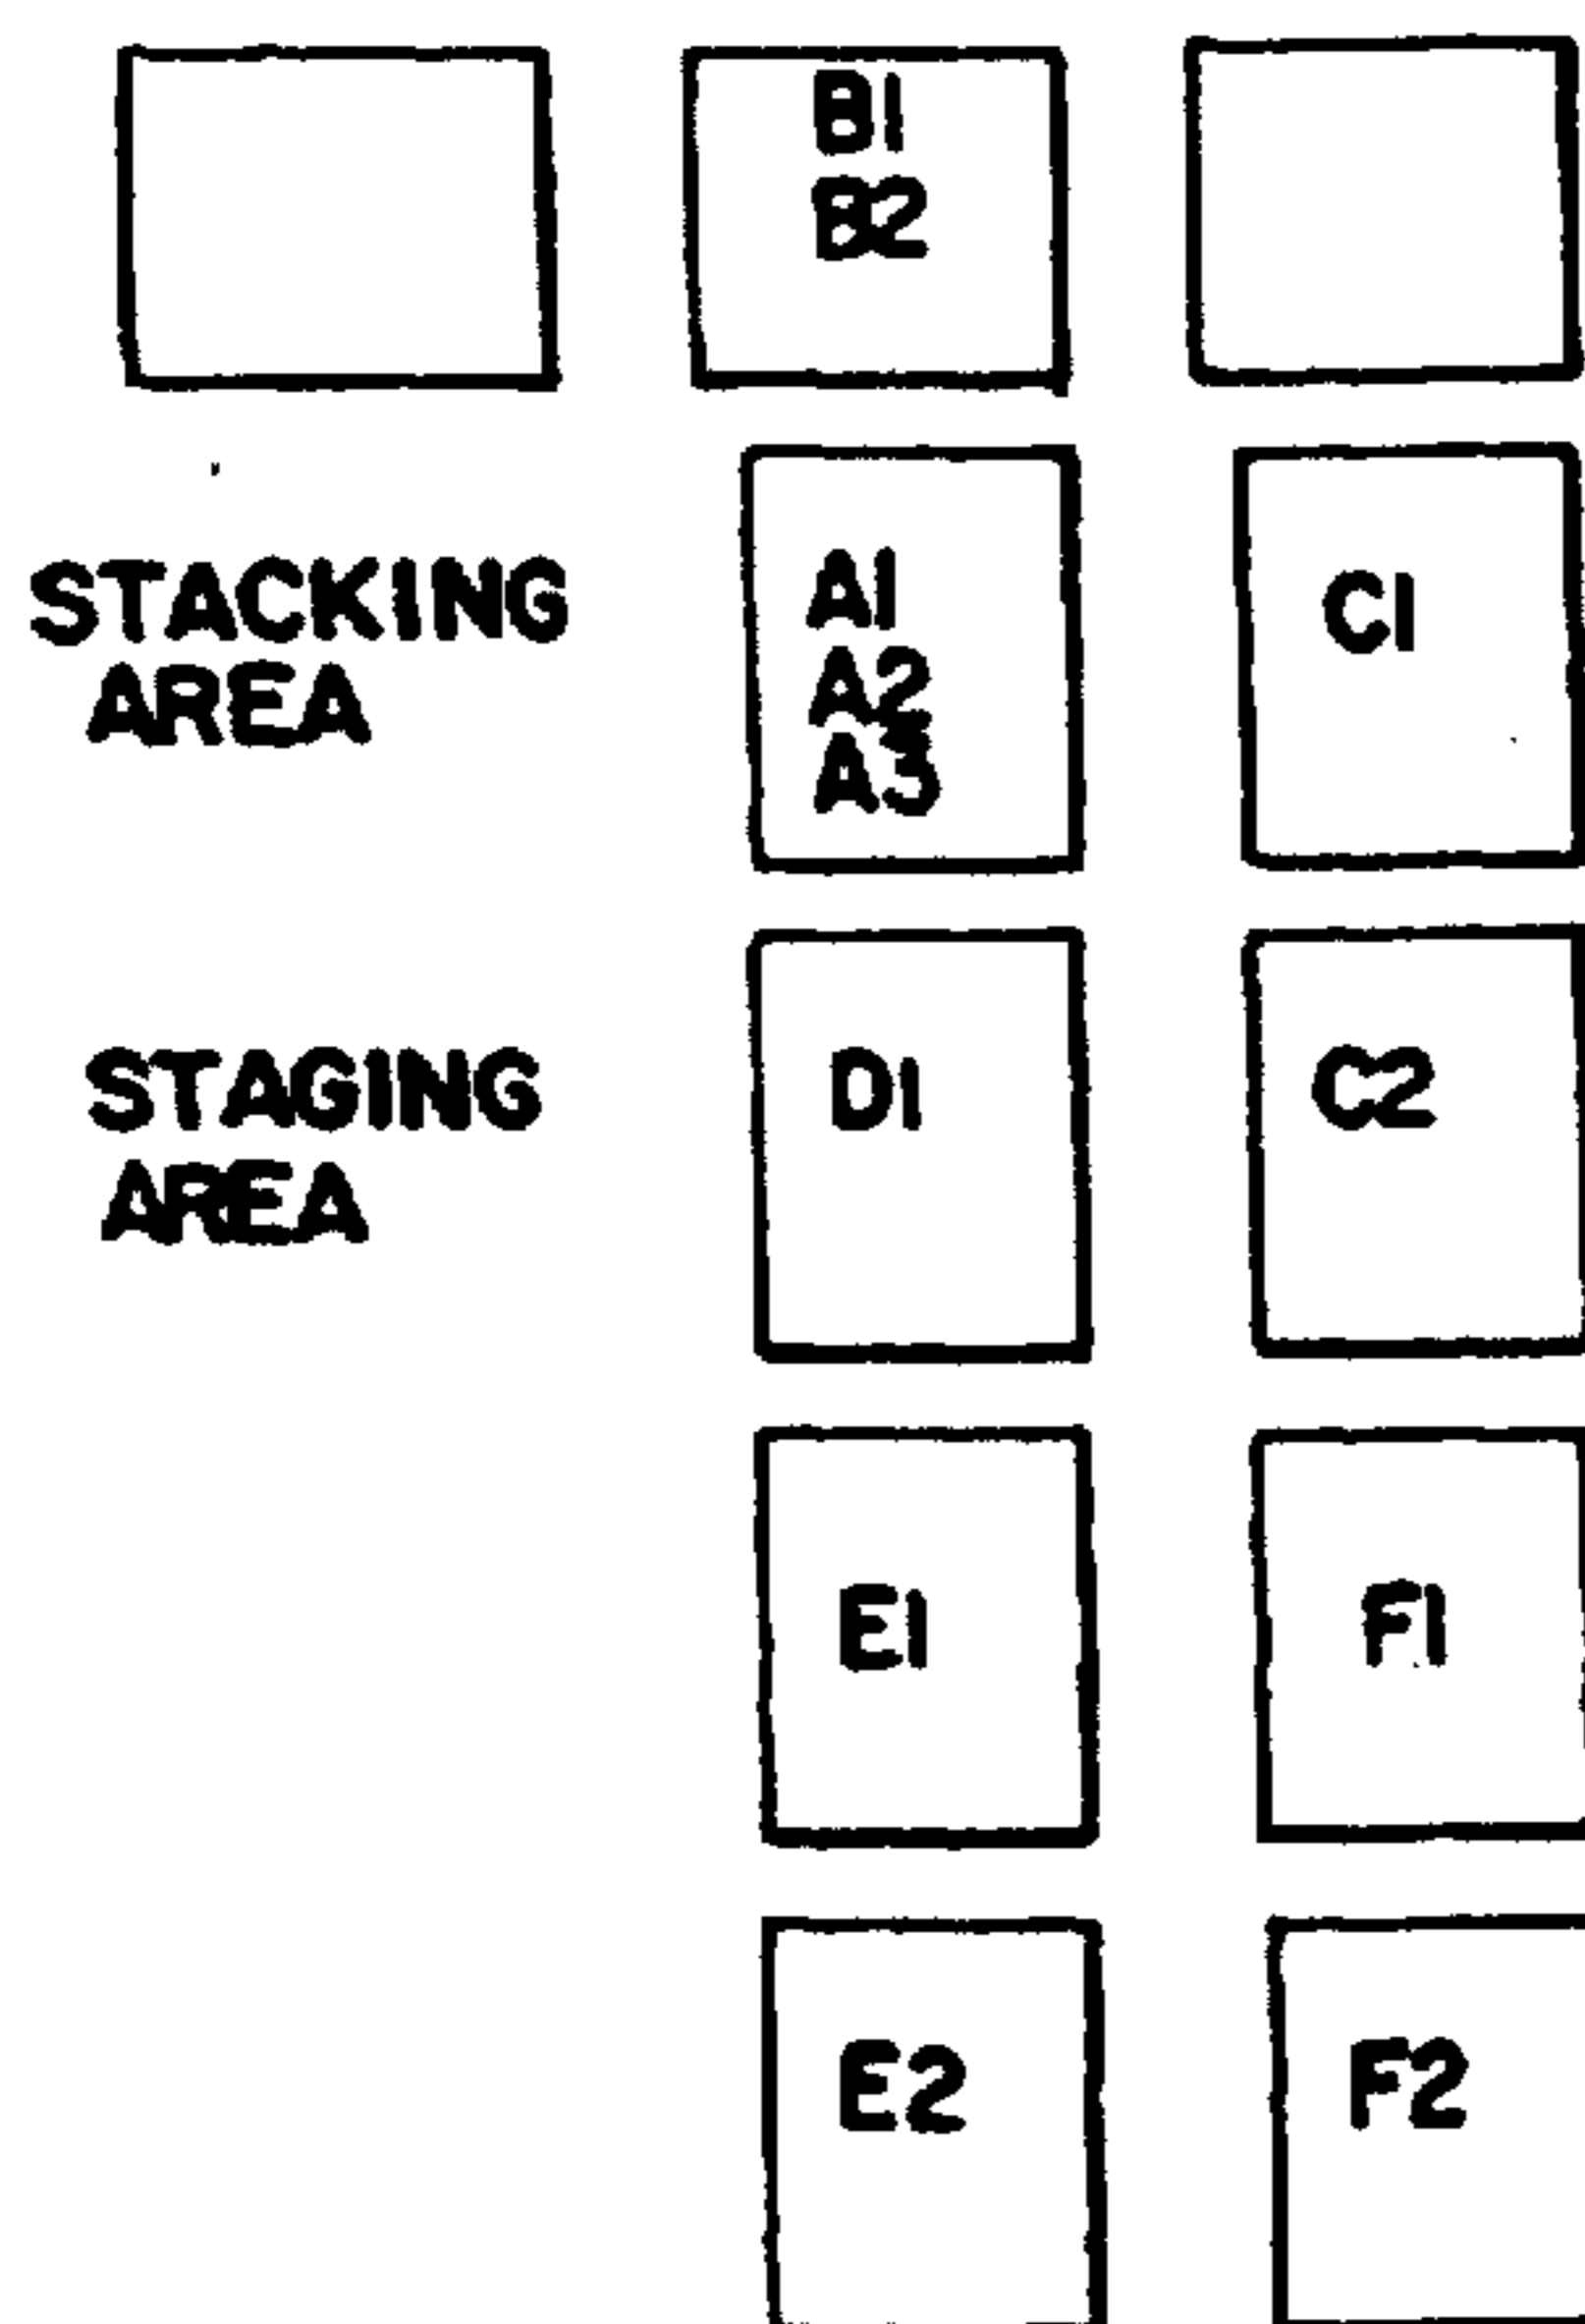 B1
B2
STACKING
AREA
A1
A2
A3
C1
STAGING
AREA
D1
C2
E1
F1
E2
F2